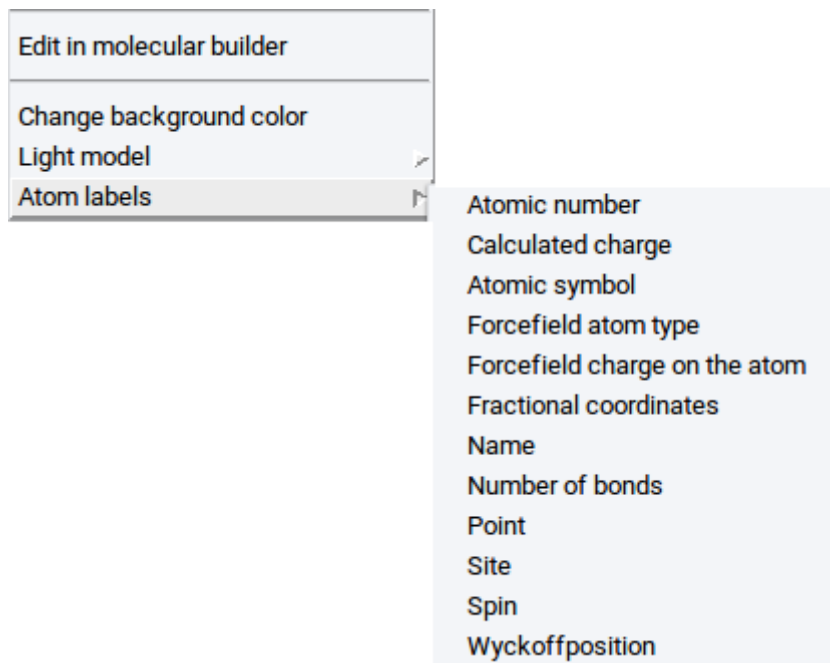 Edit in molecular builder
Change background color
Light model
Atom labels
Atomic number
Calculated charge
Atomic symbol
Forcefield atom type
Forcefield charge on the atom
Fractional coordinates
Name
Number of bonds
Point
Site
Spin
Wyckoffposition